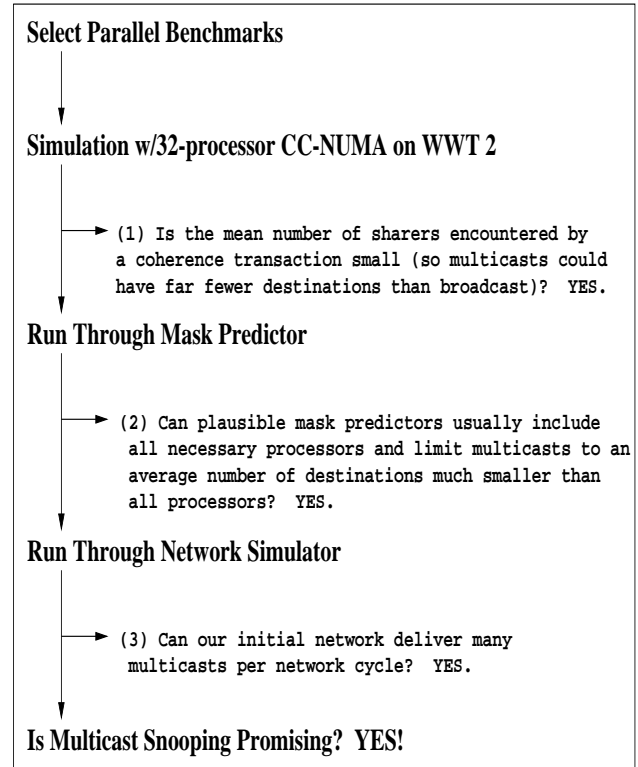 Select Parallel Benchmarks
Simulation w/32-processor CC-NUMA on WWT 2
(1) Is the mean number of sharers encountered by
a coherence transaction small (so multicasts could
have far fewer destinations than broadcast)? YES.
Run Through Mask Predictor
(2) Can plausible mask predictors usually include
all necessary processors and limit multicasts to an
average number of destinations much smaller than
all processors? YES.
Run Through Network Simulator
(3) Can our initial network deliver many
multicasts per network cycle? YES.
Is Multicast Snooping Promising? YES!